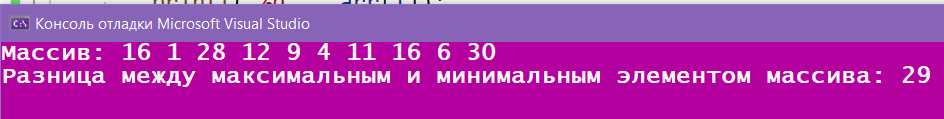 Консоль отладки Microsoft Visual Studio
Массив: 16 1 28 12 9 4 11 16 6 30
Разница между максимальным и минимальным элементом массива: 29